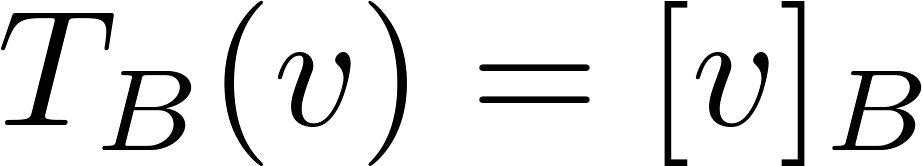 T_B(v) = [v]_B